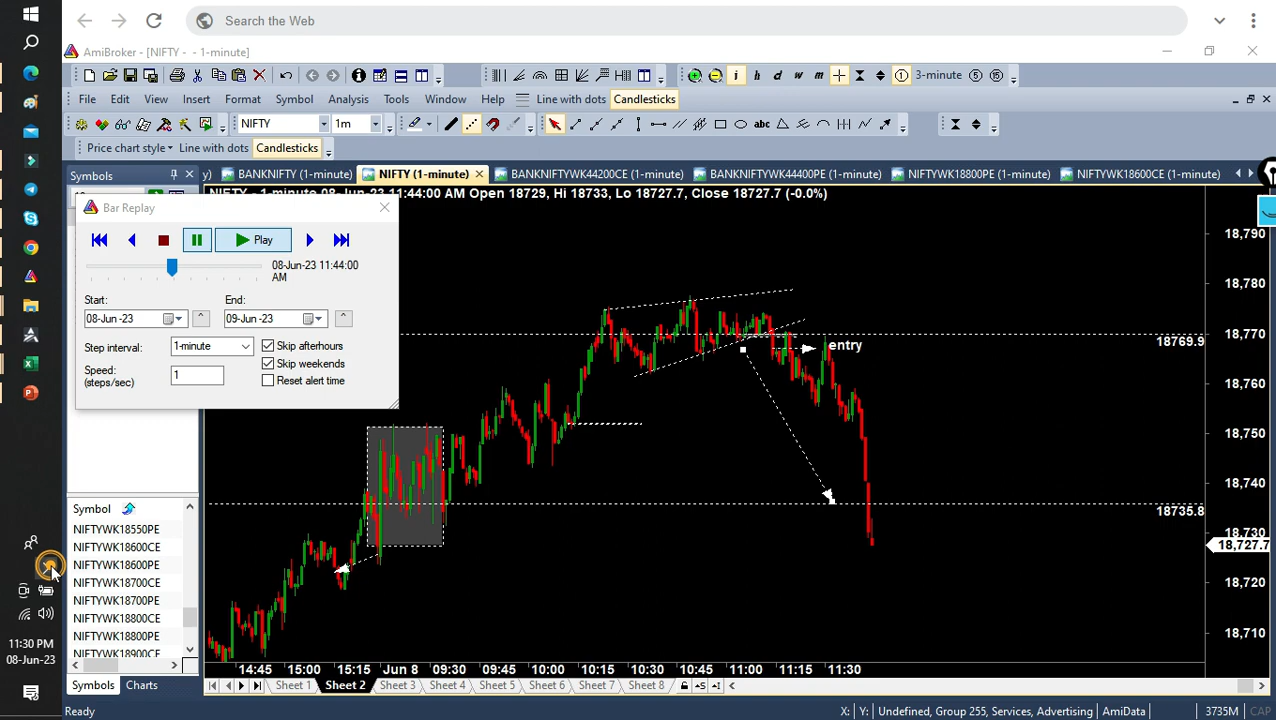 Search the Web
AmiBroker - [NIFTY - - 1-minute]
3-minute
File Edit View Insert Format Symbol Analysis Tools Window Help Line with dots Candlesticks
NIFTY 1m abc
Price chart style Line with dots Candlesticks
Symbols
y) BANKNIFTY (1-minute) NIFTY (1-minute) BANKNIFTYWK44200CE (1-minute) BANKNIFTYWK44400PE (1-minute) NIFTYWK18800PE (1-minute) NIFTYWK18600CE (1-minute)
NIFTY - 1-minute 08-Jun-23 11:44:00 AM Open 18729, Hi 18733, Lo 18727.7, Close 18727.7 (-0.0%)
Bar Replay
Play
08-Jun-23 11:44:00 AM
Start: End:
08-Jun -23 ^ 09-Jun -23 ^
Step interval: 1-minute Skip afterhours
Skip weekends
Speed: (steps/sec) 1 Reset alert time
18,790
18,780
18,770
18769.9
entry
18,760
18,750
18,740
18735.8
18,730
18,727.7
18,720
18,710
Symbol
NIFTYWK18550PE
NIFTYWK18600CE
NIFTYWK18600PE
NIFTYWK18700CE
NIFTYWK18700PE
NIFTYWK18800CE
NIFTYWK18800PE
NIFTYWK18900CE
11:30 PM
08-Jun-23
14:45 15:00 15:15 Jun 8 09:30 09:45 10:00 10:15 10:30 10:45 11:00 11:15 11:30
Symbols Charts Sheet 1 Sheet 2 Sheet 3 Sheet 4 Sheet 5 Sheet 6 Sheet 7 Sheet 8
Ready X: Y: Undefined, Group 255, Services, Advertising AmiData 3735M CAP